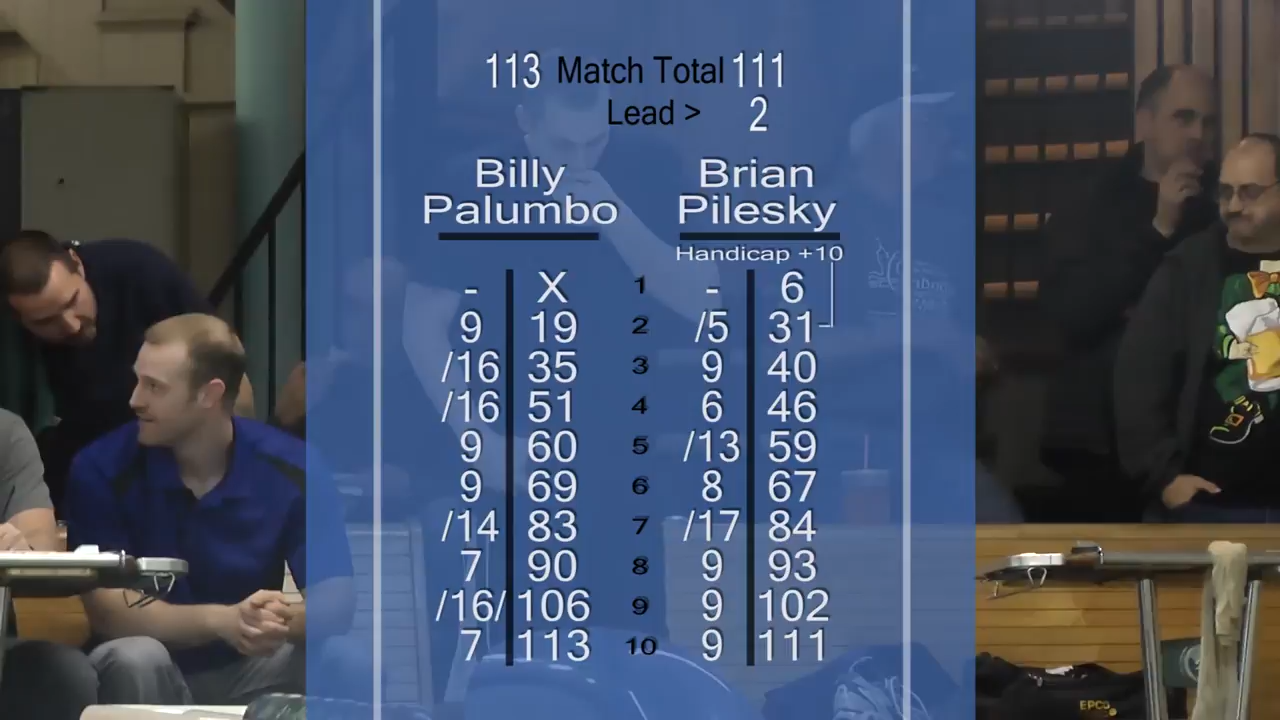 113 Match Total 111
Lead > 2
Billy Palumbo
Brian Pilesky
Handicap +10
- X 1 - 6
9 19 2 /5 31
/16 35 3 9 40
/16 51 4 6 46
9 60 5 /13 59
9 69 6 8 67
/14 83 7 /17 84
7 90 8 9 93
/16/ 106 9 9 102
7 113 10 9 111
EPCO